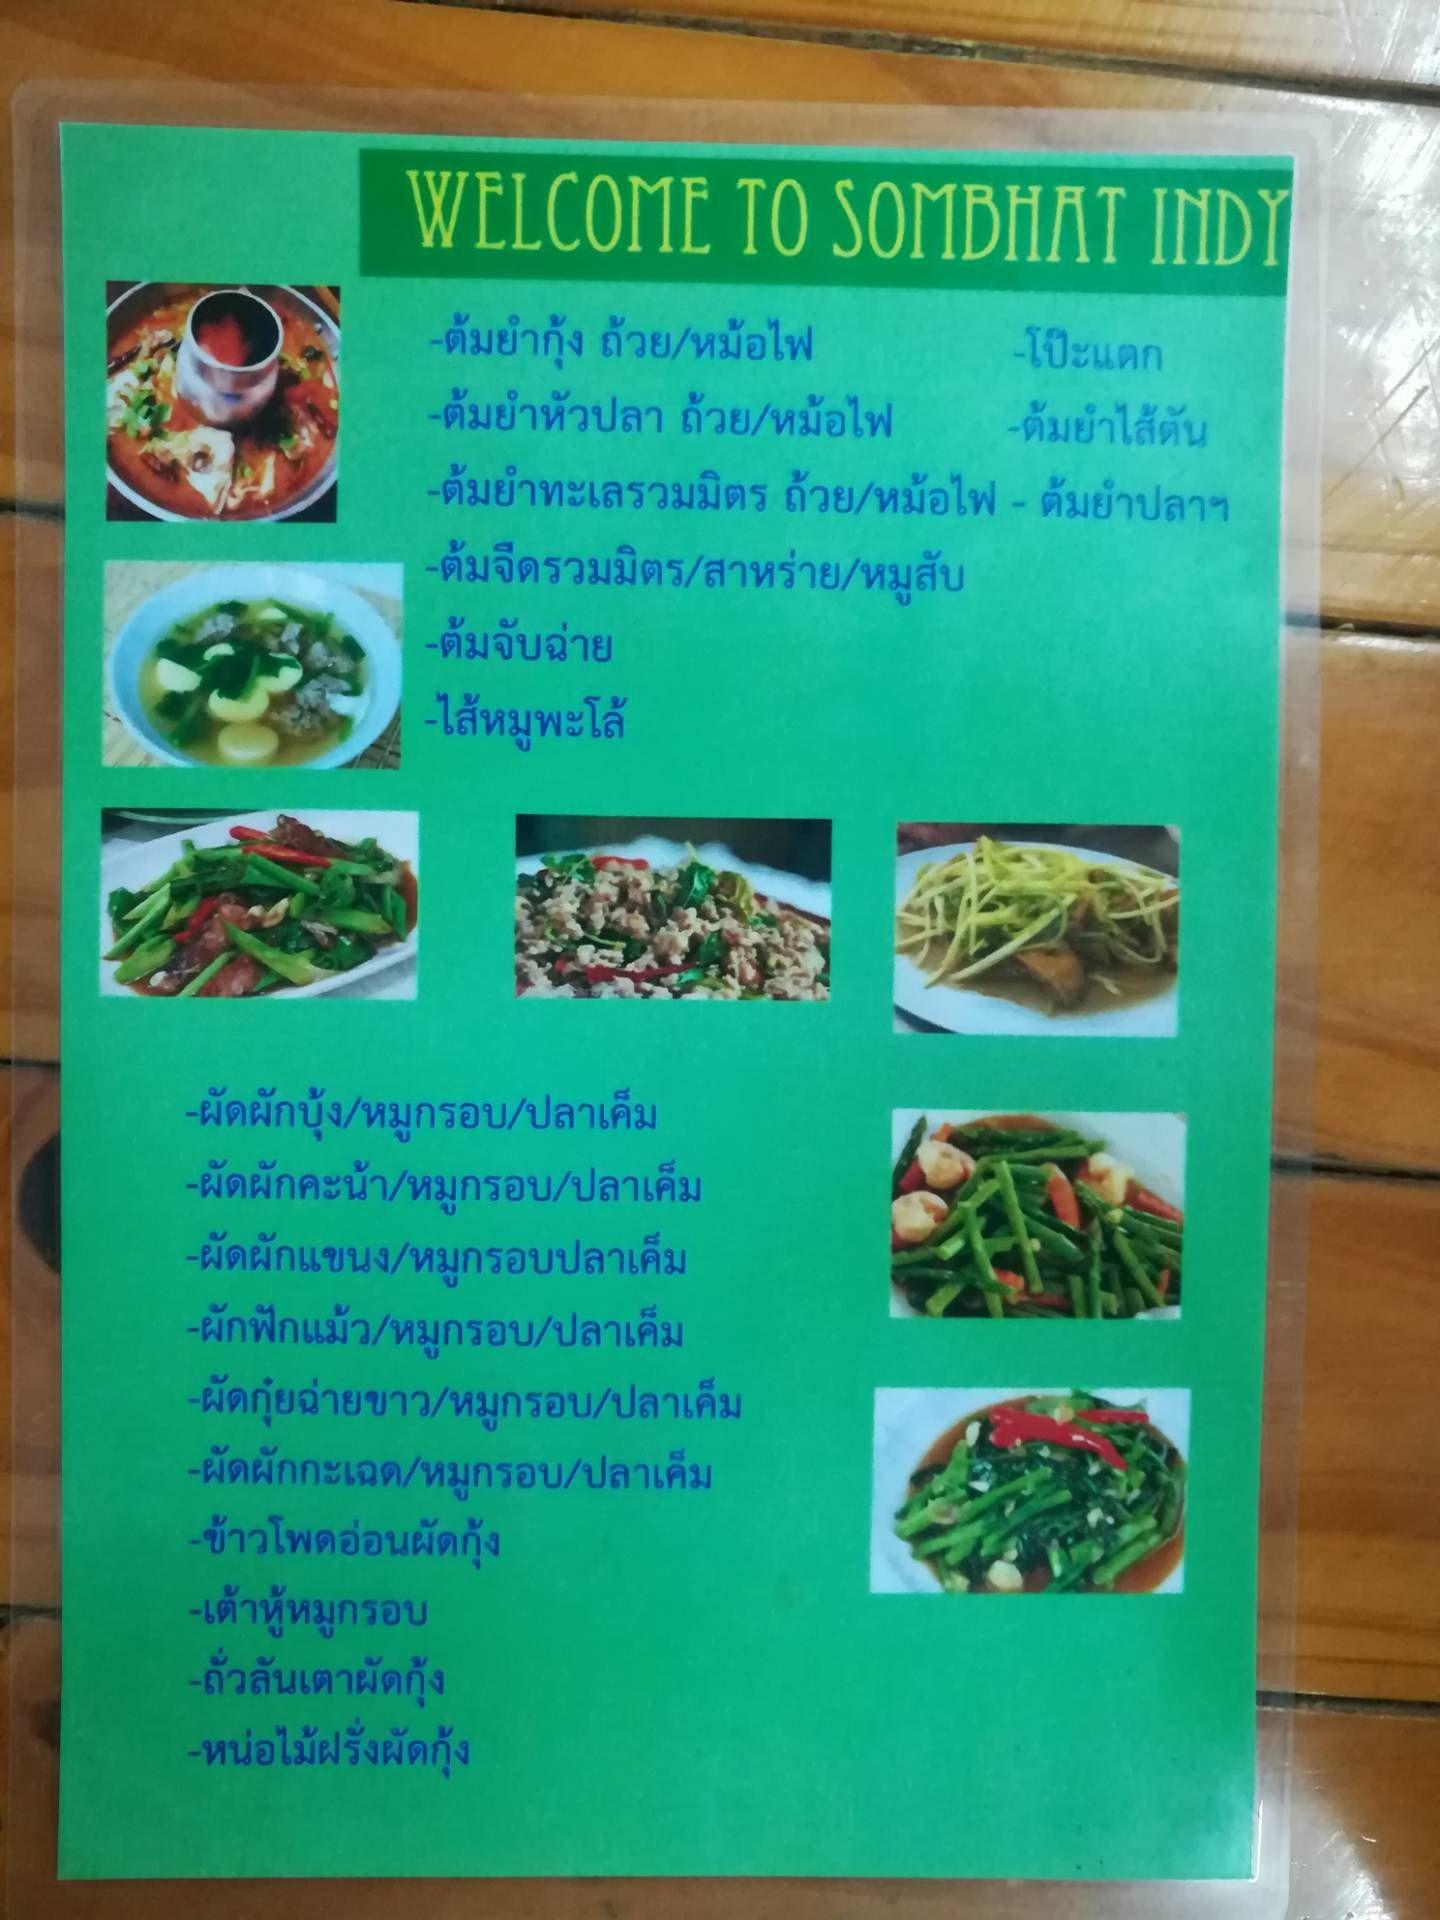 WELCOME TO SOMBHAT INDY
-ต้มยำกุ้ง ถ้วย/หม้อไฟ -โป๊ะแตก
-ต้มยำหัวปลา ถ้วย/หม้อไฟ -ต้มยำไส้ตัน
-ต้มยำทะเลรวมมิตร ถ้วย/หม้อไฟ - ต้มยำปลาฯ
-ต้มจืดรวมมิตร/สาหร่าย/หมูสับ
-ต้มจับฉ่าย
-ไส้หมูพะโล้
-ผัดผักบุ้ง/หมูกรอบ/ปลาเค็ม
-ผัดผักคะน้า/หมูกรอบ/ปลาเค็ม
-ผัดผักแขนง/หมูกรอบปลาเค็ม
-ผักฟักแม้ว/หมูกรอบ/ปลาเค็ม
-ผัดกุ๋ยฉ่ายขาว/หมูกรอบ/ปลาเค็ม
-ผัดผักกะเฉด/หมูกรอบ/ปลาเค็ม
-ข้าวโพดอ่อนผัดกุ้ง
-เต้าหู้หมูกรอบ
-ถั่วลันเตาผัดกุ้ง
-หน่อไม้ฝรั่งผัดกุ้ง